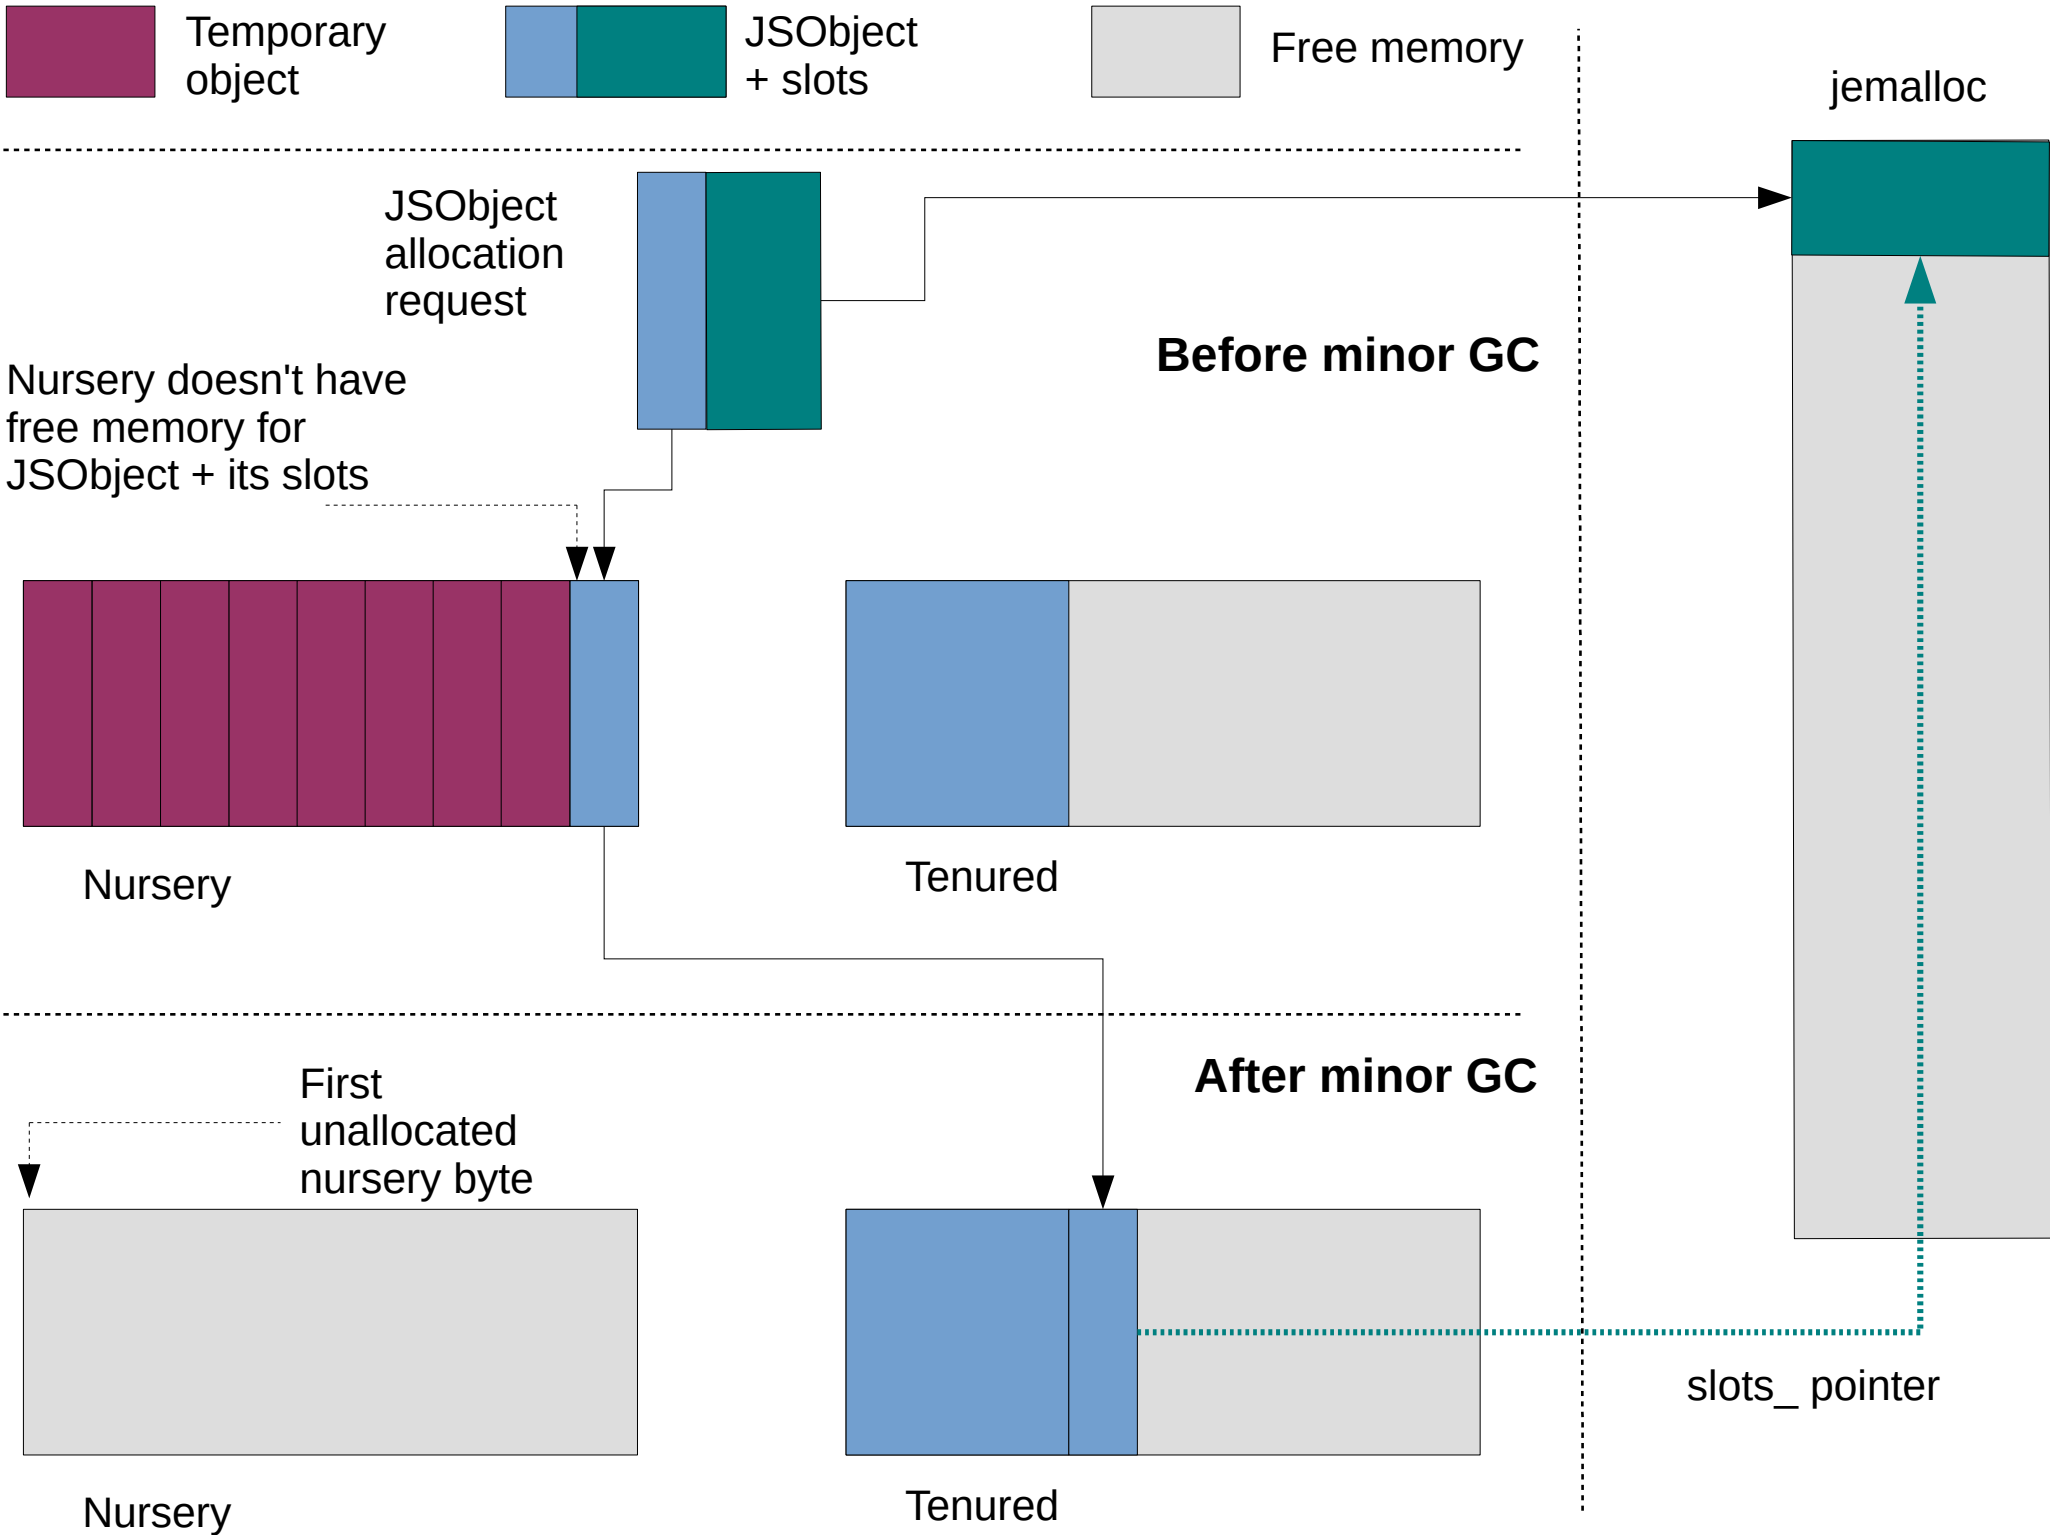 Temporary
object
JSObject
+ slots
Free memory
jemalloc
JSObject
allocation
request
Before minor GC
Nursery doesn't have
free memory for
JSObject + its slots
Nursery
Tenured
After minor GC
First
unallocated
nursery byte
slots_ pointer
Nursery
Tenured